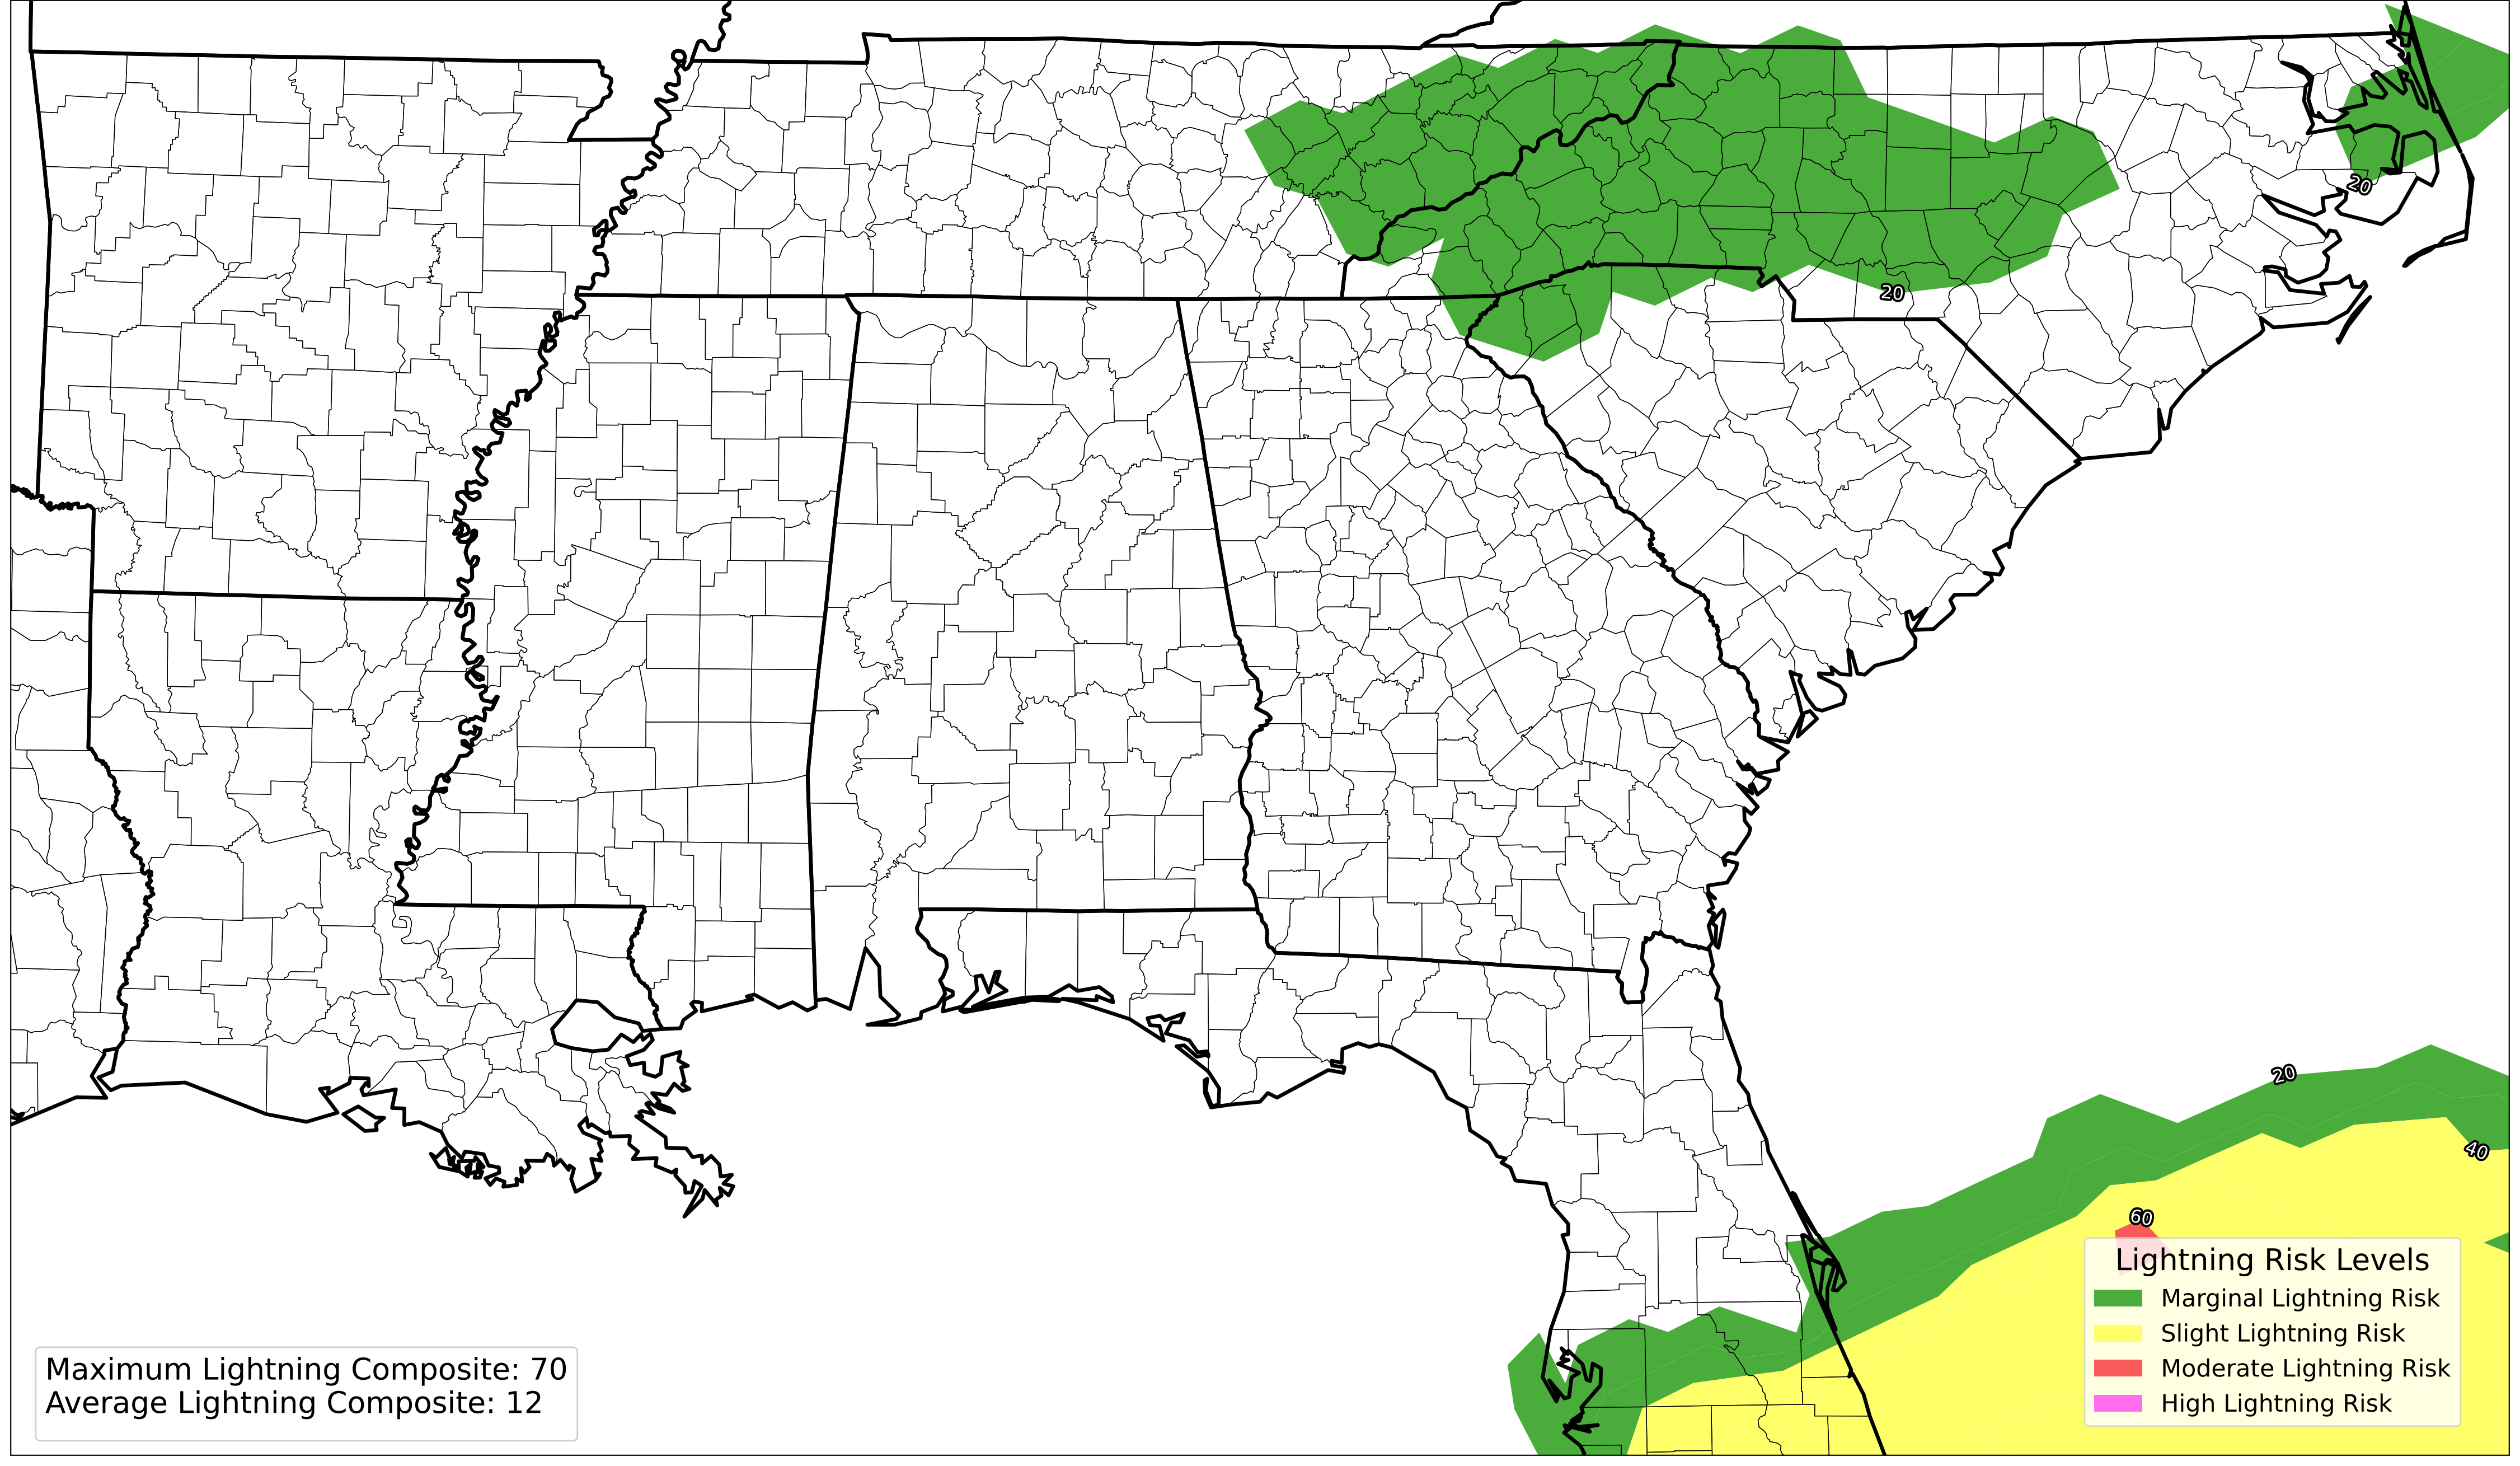 20
20
20
40
60
Lightning Risk Levels
Marginal Lightning Risk
Slight Lightning Risk
Moderate Lightning Risk
High Lightning Risk
Maximum Lightning Composite: 70
Average Lightning Composite: 12